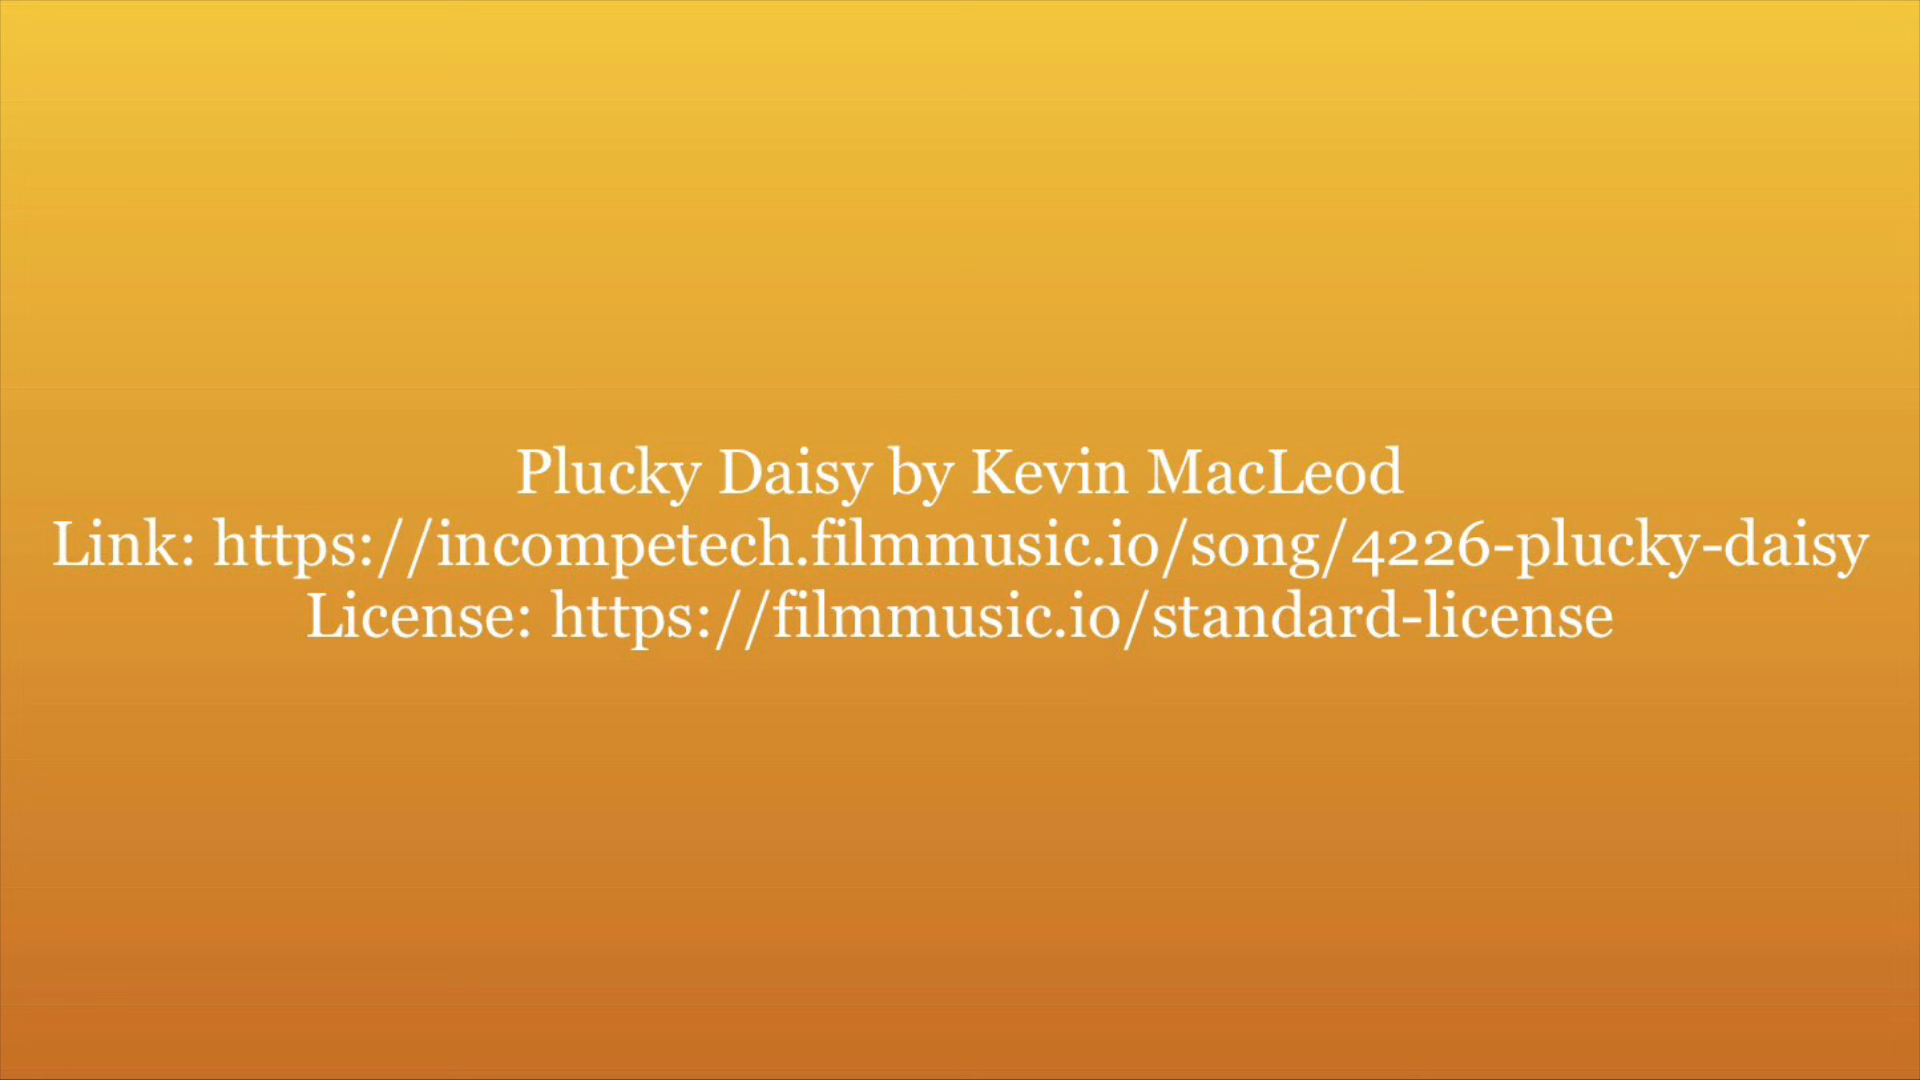 Plucky Daisy by Kevin MacLeod
Link: https://incompetech.filmmusic.io/song/4226-plucky-daisy
License: https://filmmusic.io/standard-license